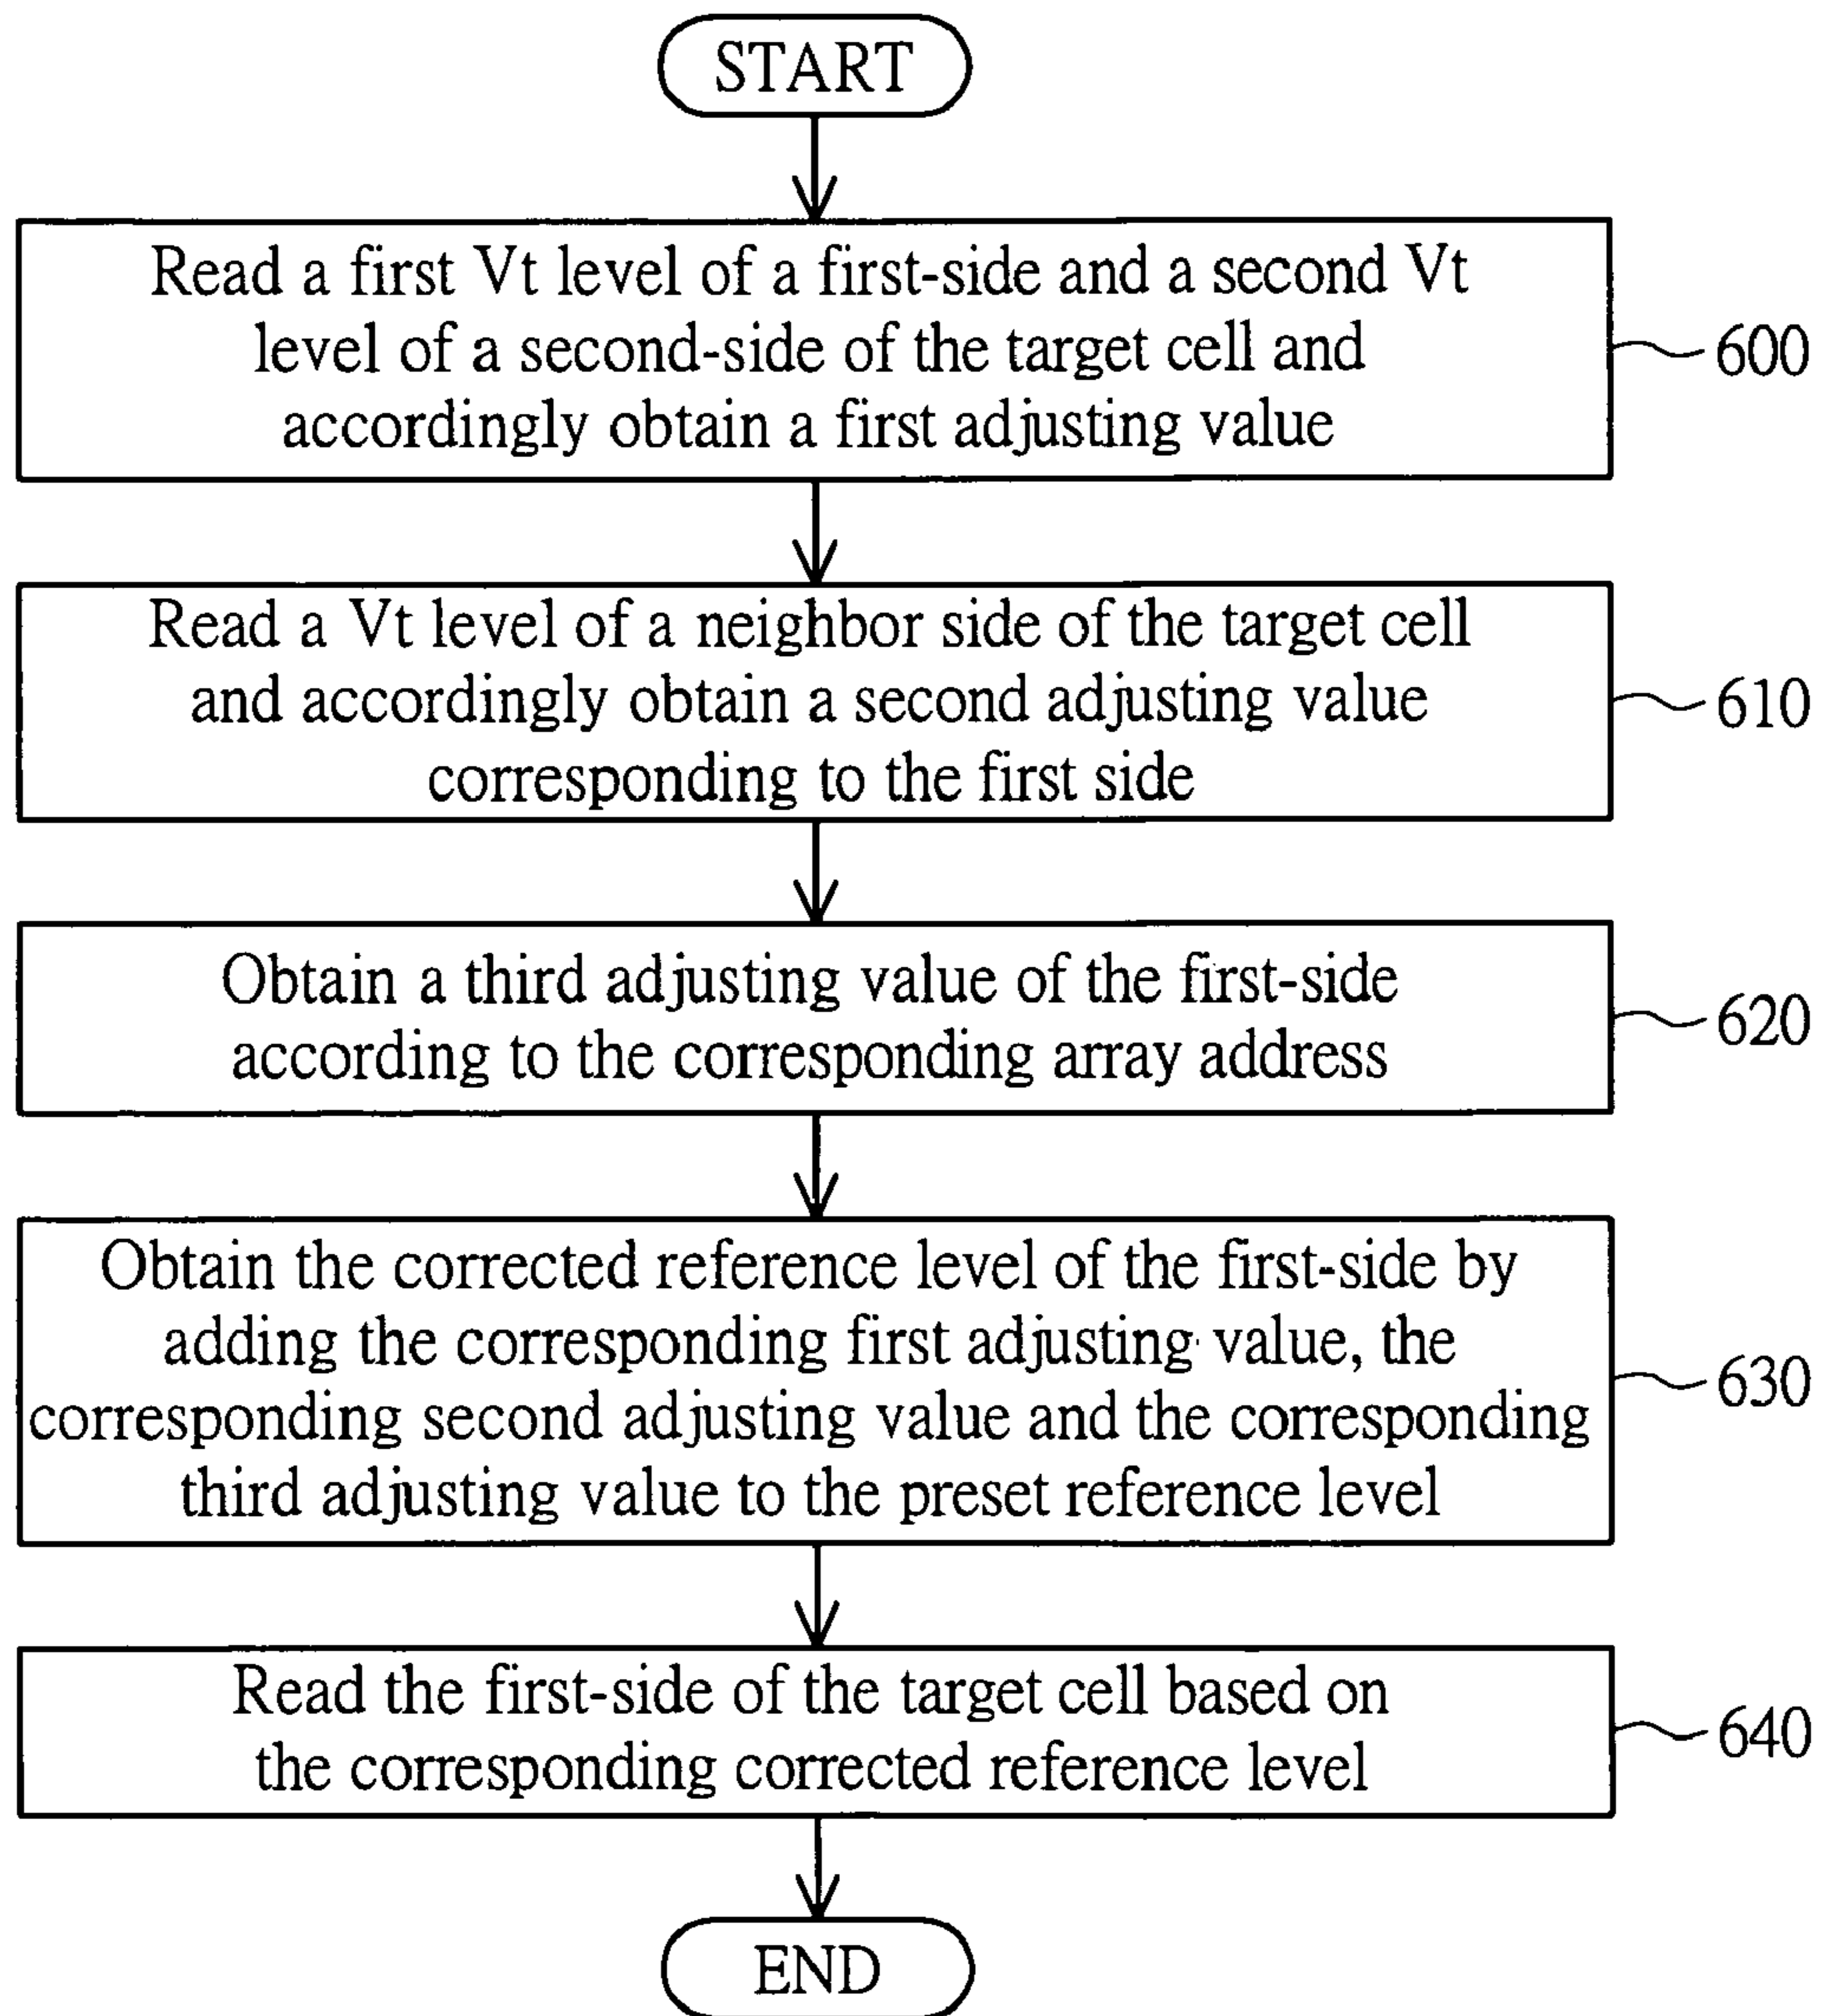 START
Read a first Vt level of a first-side and a second Vt
level of a second-side of the target cell and
accordingly obtain a first adjusting value
600
Read a Vt level of a neighbor side of the target cell
and accordingly obtain a second adjusting value
corresponding to the first side
610
Obtain a third adjusting value of the first-side
according to the corresponding array address
620
Obtain the corrected reference level of the first-side by
adding the corresponding first adjusting value, the
corresponding second adjusting value and the corresponding
third adjusting value to the preset reference level
630
Read the first-side of the target cell based on
the corresponding corrected reference level
640
END